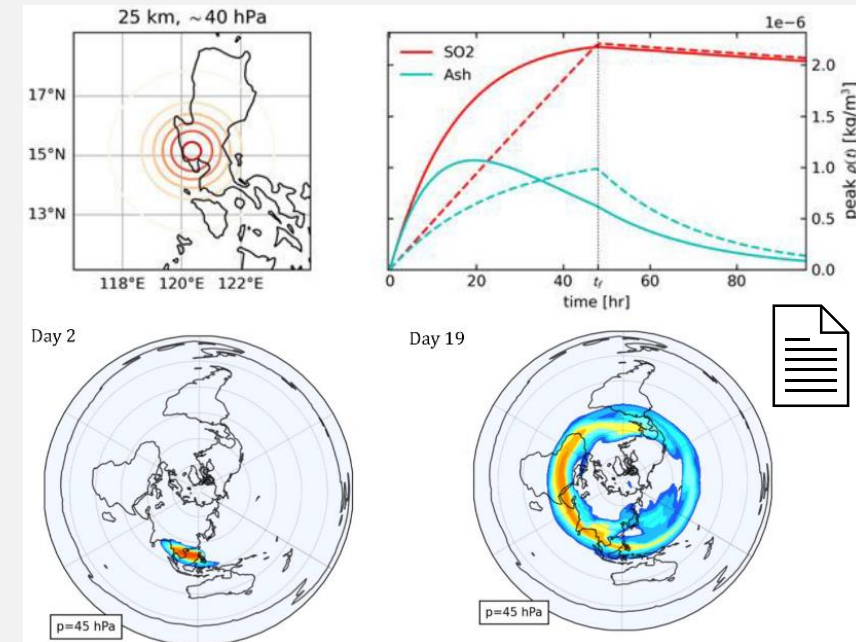 25 km, ~40 hPa
17°N
15°N
13°N
118°E 120°E 122°E
1e−6
SO2
Ash
2.0
1.5
1.0
0.5
0.0
peak ρ(t) [kg/m³]
0 20 40 t_f 60 80
time [hr]
Day 2
Day 19
p=45 hPa
p=45 hPa